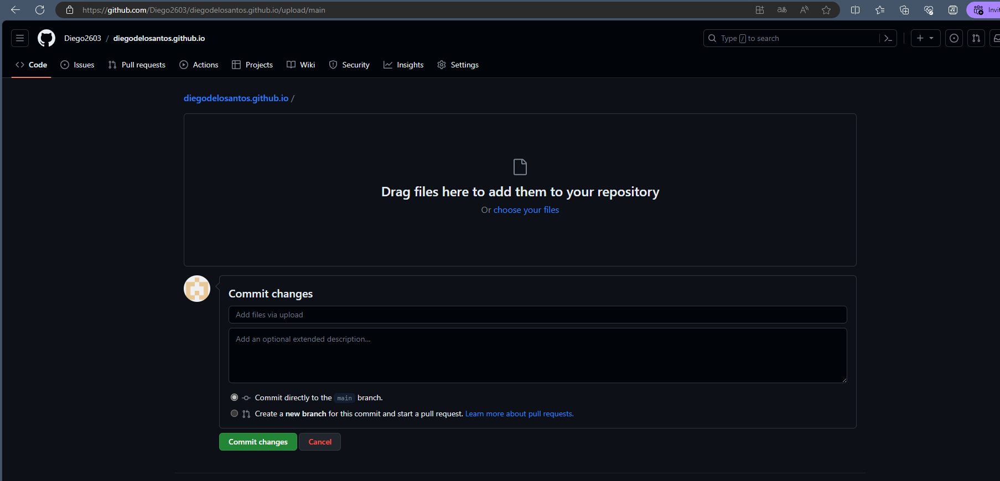 https://github.com/Diego2603/diegodelosantos.github.io/upload/main
Invi
Diego2603 / diegodelosantos.github.io
Type / to search
Code Issues Pull requests Actions Projects Wiki Security Insights Settings
diegodelosantos.github.io /
Drag files here to add them to your repository
Or choose your files
Commit changes
Add files via upload
Add an optional extended description...
Commit directly to the main branch.
Create a new branch for this commit and start a pull request. Learn more about pull requests.
Commit changes Cancel